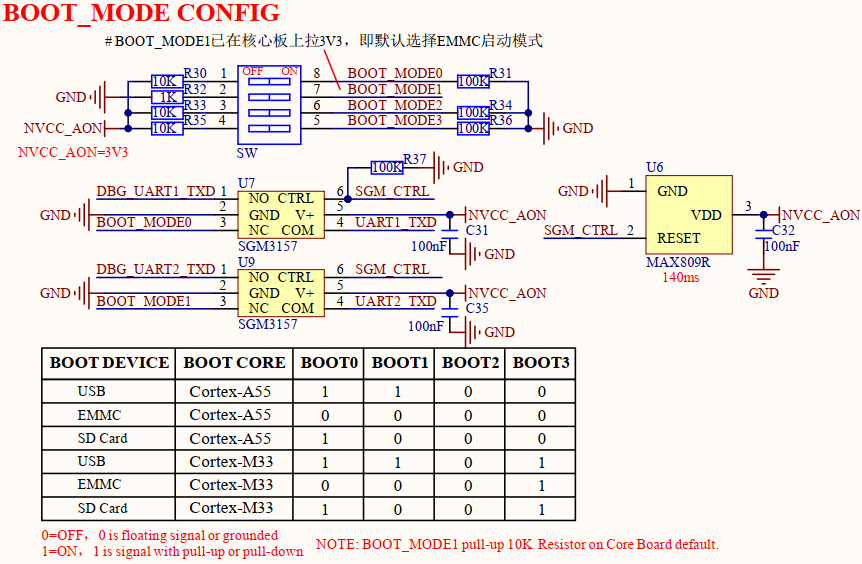 BOOT_MODE CONFIG
# BOOT_MODE1已在核心板上拉3V3，即默认选择EMMC启动模式
OFF ON
10K R30 1 8 BOOT_MODE0 100K R31
GND 1K R32 2 7 BOOT_MODE1
10K R33 3 6 BOOT_MODE2 100K R34
NVCC_AON 10K R35 4 5 BOOT_MODE3 100K R36 GND
NVCC_AON=3V3
SW
100K R37 GND
U7
DBG_UART1_TXD 1 NO CTRL 6 SGM_CTRL
GND 2 GND V+ 5 NVCC_AON
BOOT_MODE0 3 NC COM 4 UART1_TXD
SGM3157
C31
100nF
GND
U6
GND 1 GND
VDD 3 NVCC_AON
SGM_CTRL 2 RESET
MAX809R
140ms
C32
100nF
GND
U9
DBG_UART2_TXD 1 NO CTRL 6 SGM_CTRL
GND 2 GND V+ 5 NVCC_AON
BOOT_MODE1 3 NC COM 4 UART2_TXD
SGM3157
C35
100nF
GND
BOOT DEVICE BOOT CORE BOOT0 BOOT1 BOOT2 BOOT3
USB Cortex-A55 1 1 0 0
EMMC Cortex-A55 0 0 0 0
SD Card Cortex-A55 1 0 0 0
USB Cortex-M33 1 1 0 1
EMMC Cortex-M33 0 0 0 1
SD Card Cortex-M33 1 0 0 1
0=OFF， 0 is floating signal or grounded
1=ON， 1 is signal with pull-up or pull-down
NOTE: BOOT_MODE1 pull-up 10K Resistor on Core Board default.